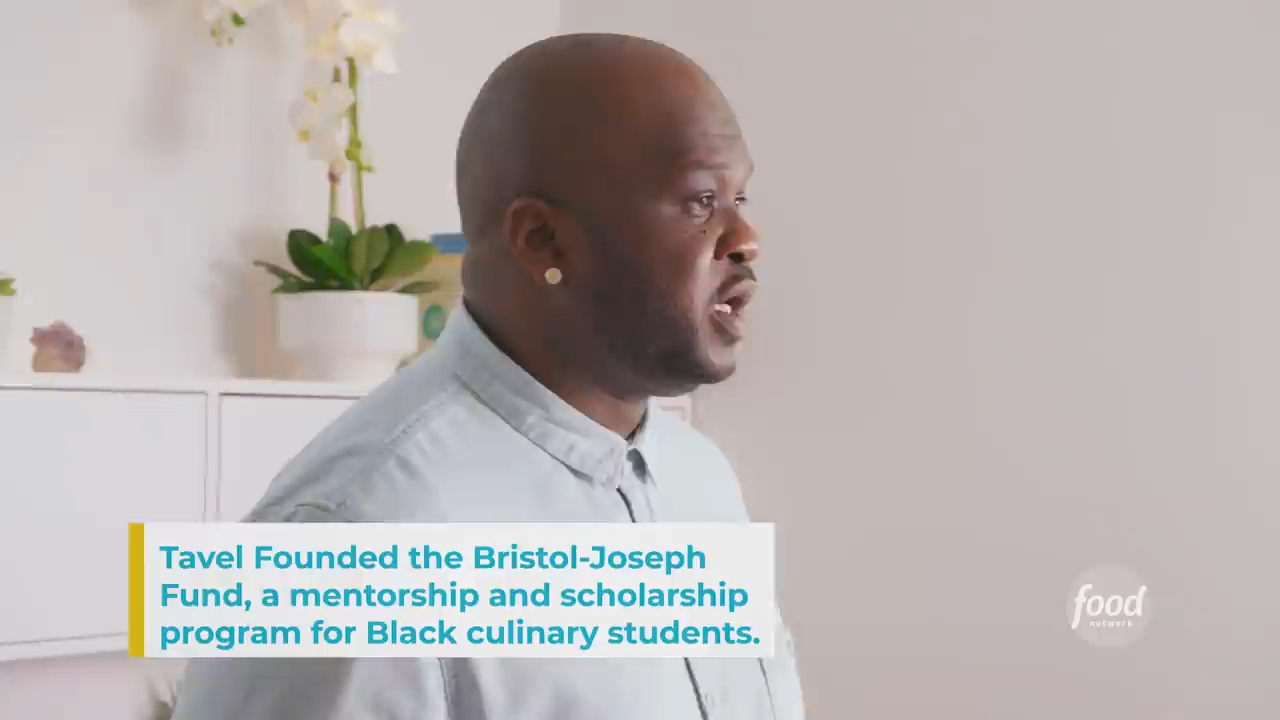 Tavel Founded the Bristol-Joseph
Fund, a mentorship and scholarship
program for Black culinary students.
food
network